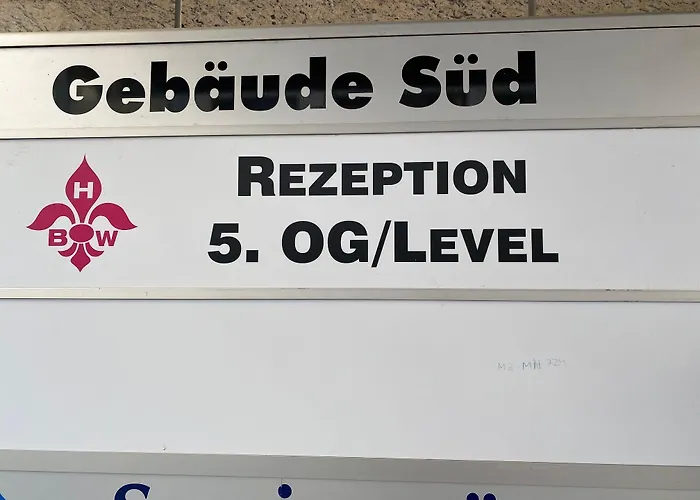 Gebäude Süd
H
B W
REZEPTION
5. OG/LEVEL